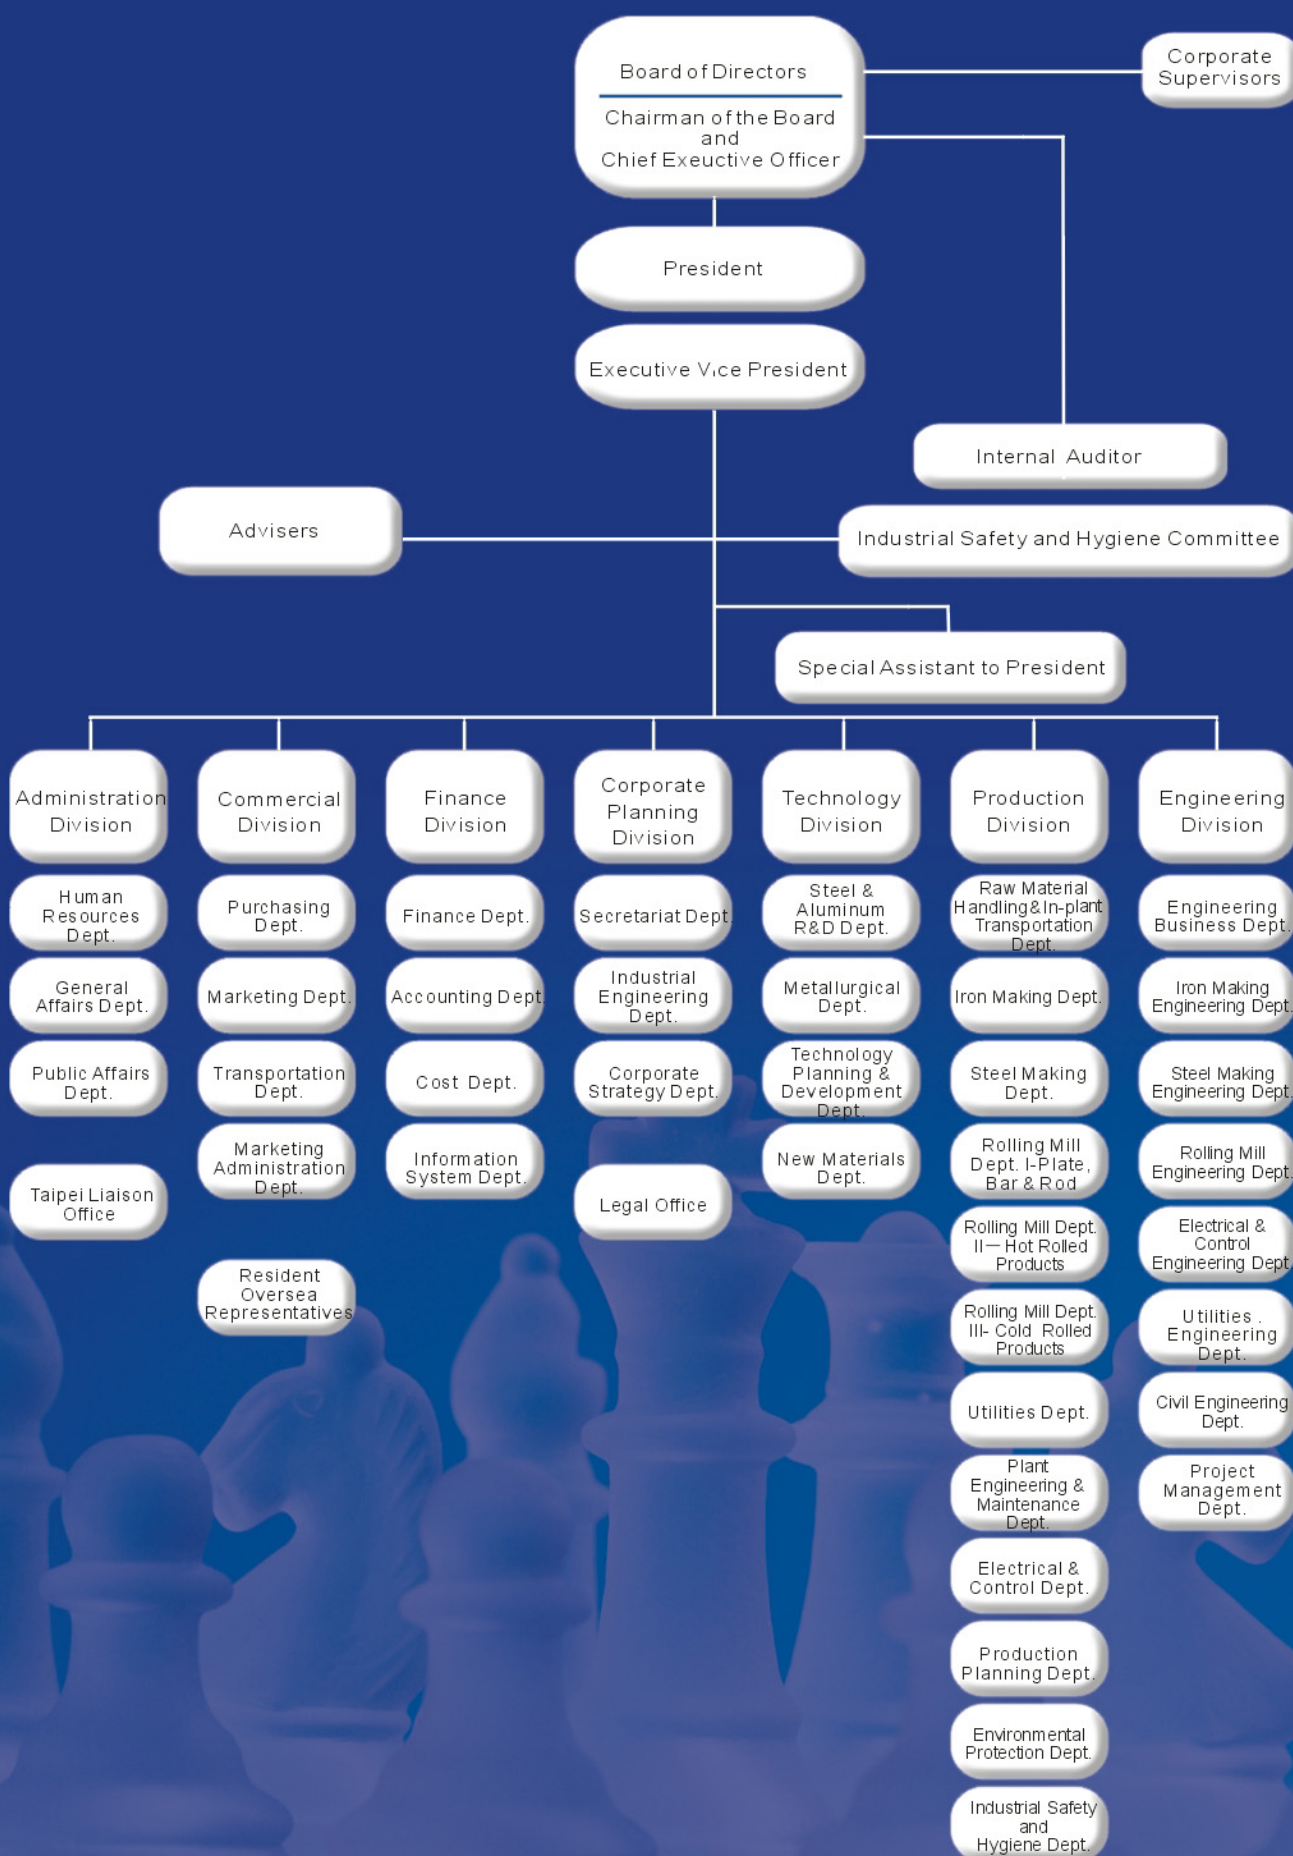 Board of Directors
Chairman of the Board
and
Chief Exeuctive Officer
Corporate
Supervisors
President
Executive Vice President
Internal Auditor
Advisers
Industrial Safety and Hygiene Committee
Special Assistant to President
Administration
Division
Human
Resources
Dept.
General
Affairs Dept.
Public Affairs
Dept.
Taipei Liaison
Office
Commercial
Division
Purchasing
Dept.
Marketing Dept.
Transportation
Dept.
Marketing
Administration
Dept.
Resident
Oversea
Representatives
Finance
Division
Finance Dept.
Accounting Dept.
Cost Dept.
Information
System Dept.
Corporate
Planning
Division
Secretariat Dept.
Industrial
Engineering
Dept.
Corporate
Strategy Dept.
Legal Office
Technology
Division
Steel &
Aluminum
R&D Dept.
Metallurgical
Dept.
Technology
Planning &
Development
Dept.
New Materials
Dept.
Production
Division
Raw Material
Handling&In-plant
Transportation
Dept.
Iron Making Dept.
Steel Making
Dept.
Rolling Mill
Dept. I-Plate,
Bar & Rod
Rolling Mill Dept.
II—Hot Rolled
Products
Rolling Mill Dept.
III- Cold Rolled
Products
Utilities Dept.
Plant
Engineering &
Maintenance
Dept.
Electrical &
Control Dept.
Production
Planning Dept.
Environmental
Protection Dept.
Industrial Safety
and
Hygiene Dept.
Engineering
Division
Engineering
Business Dept.
Iron Making
Engineering Dept.
Steel Making
Engineering Dept.
Rolling Mill
Engineering Dept.
Electrical &
Control
Engineering Dept
Utilities .
Engineering
Dept.
Civil Engineering
Dept.
Project
Management
Dept.